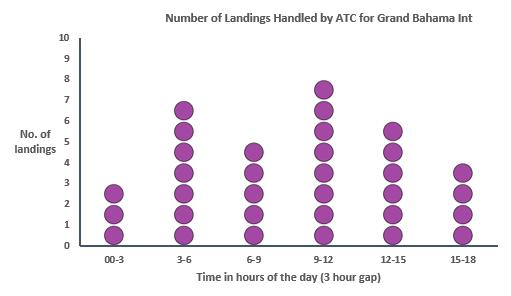 Number of Landings Handled by ATC for Grand Bahama Int
10
9
8
7
6
5
4
3
2
1
0
No. of
landings
00-3 3-6 6-9 9-12 12-15 15-18
Time in hours of the day (3 hour gap)